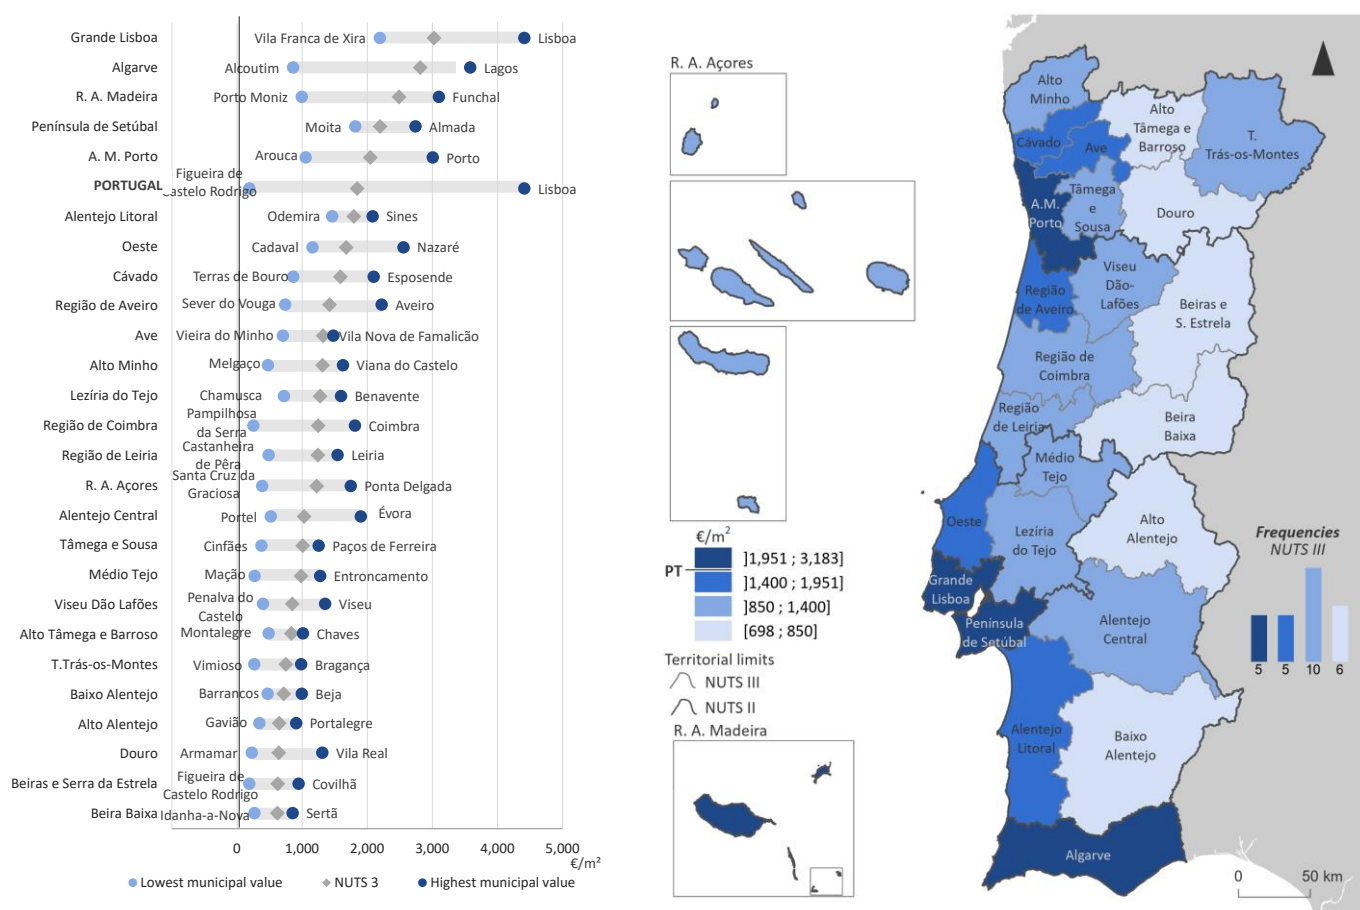 Grande Lisboa
Vila Franca de Xira
Lisboa
Algarve
Alcoutim
Lagos
R. A. Madeira
Porto Moniz
Funchal
Península de Setúbal
Moita
Almada
A. M. Porto
Arouca
Porto
PORTUGAL
Figueira de
Castelo Rodrigo
Lisboa
Alentejo Litoral
Odemira
Sines
Oeste
Cadaval
Nazaré
Cávado
Terras de Bouro
Esposende
Região de Aveiro
Sever do Vouga
Aveiro
Ave
Vieira do Minho
Vila Nova de Famalicão
Alto Minho
Melgaço
Viana do Castelo
Lezíria do Tejo
Chamusca
Benavente
Região de Coimbra
Pampilhosa
da Serra
Coimbra
Região de Leiria
Castanheira
de Pêra
Leiria
R. A. Açores
Santa Cruz da
Graciosa
Ponta Delgada
Alentejo Central
Portel
Évora
Tâmega e Sousa
Cinfães
Paços de Ferreira
Médio Tejo
Mação
Entroncamento
Viseu Dão Lafões
Penalva do
Castelo
Viseu
Alto Tâmega e Barroso
Montalegre
Chaves
T.Trás-os-Montes
Vimioso
Bragança
Baixo Alentejo
Barrancos
Beja
Alto Alentejo
Gavião
Portalegre
Douro
Armamar
Vila Real
Beiras e Serra da Estrela
Figueira de
Castelo Rodrigo
Covilhã
Beira Baixa
Idanha-a-Nova
Sertã
0
1,000
2,000
3,000
4,000
5,000
€/m²
Lowest municipal value
NUTS 3
Highest municipal value
R. A. Açores
€/m²
PT
]1,951 ; 3,183]
]1,400 ; 1,951]
]850 ; 1,400]
[698 ; 850]
Territorial limits
NUTS III
NUTS II
R. A. Madeira
Alto
Minho
Cávado
Ave
Alto
Tâmega e
Barroso
T.
Trás-os-Montes
A.M.
Porto
Tâmega
e
Sousa
Douro
Região
de Aveiro
Viseu
Dão-
Lafões
Beiras e
S. Estrela
Região de
Coimbra
Região
de Leiria
Beira
Baixa
Médio
Tejo
Oeste
Lezíria
do Tejo
Alto
Alentejo
Grande
Lisboa
Península
de Setúbal
Alentejo
Central
Alentejo
Litoral
Baixo
Alentejo
Algarve
Frequencies
NUTS III
5
5
10
6
0
50 km